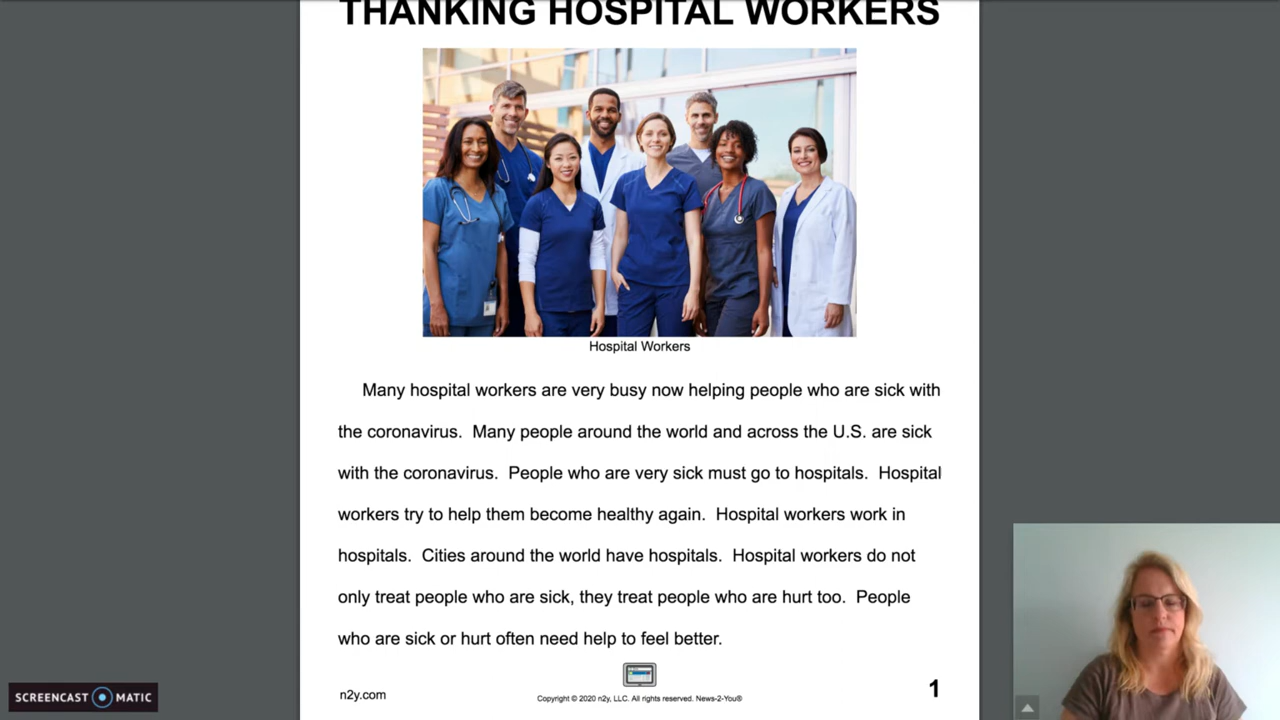 THANKING HOSPITAL WORKERS
Hospital Workers
Many hospital workers are very busy now helping people who are sick with
the coronavirus.  Many people around the world and across the U.S. are sick
with the coronavirus.  People who are very sick must go to hospitals.  Hospital
workers try to help them become healthy again.  Hospital workers work in
hospitals.  Cities around the world have hospitals.  Hospital workers do not
only treat people who are sick, they treat people who are hurt too.  People
who are sick or hurt often need help to feel better.
n2y.com
Copyright © 2020 n2y, LLC. All rights reserved. News-2-You®
1
SCREENCAST MATIC